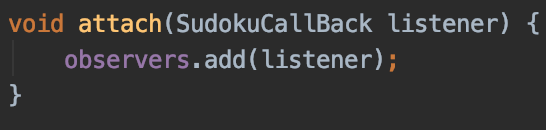 void attach(SudokuCallBack listener) {
    observers.add(listener);
}